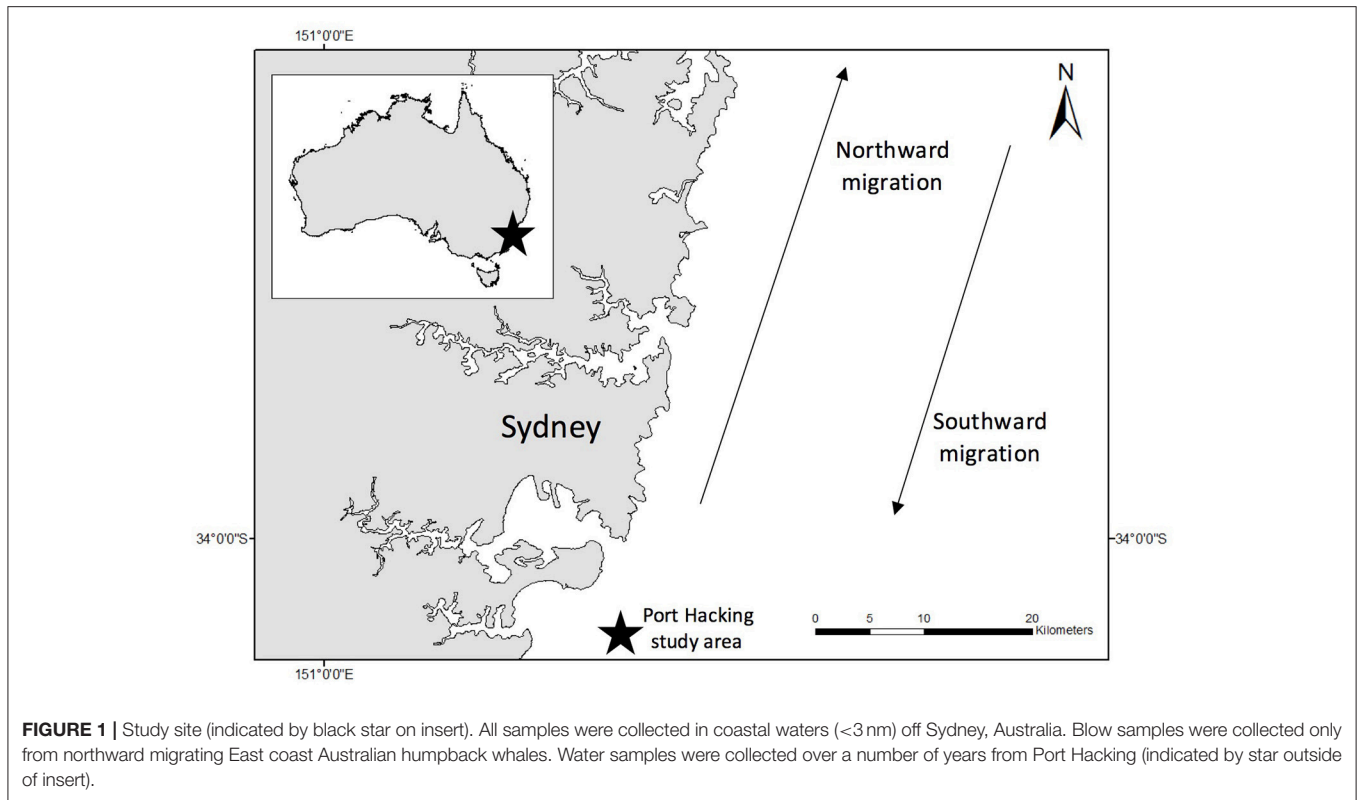 151°0'0"E
N
Northward
migration
Southward
migration
Sydney
34°0'0"S
34°0'0"S
Port Hacking
study area
0 5 10 20
Kilometers
151°0'0"E
FIGURE 1 | Study site (indicated by black star on insert). All samples were collected in coastal waters (<3 nm) off Sydney, Australia. Blow samples were collected only
from northward migrating East coast Australian humpback whales. Water samples were collected over a number of years from Port Hacking (indicated by star outside
of insert).